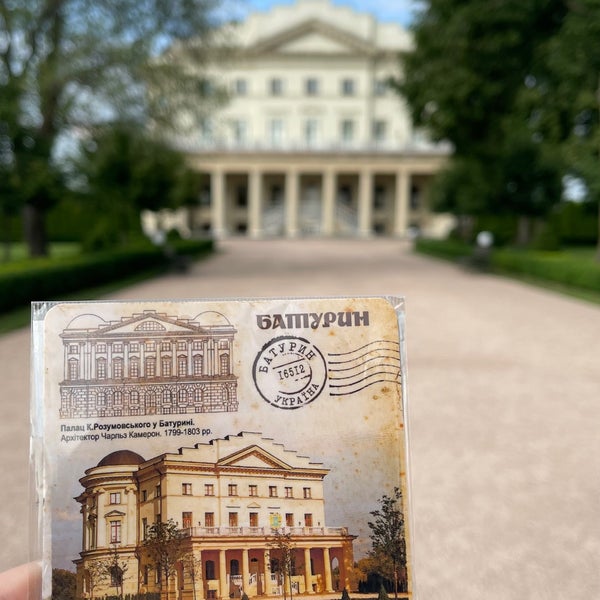 БАТУРИН
БАТУРИН
16512
УКРАЇНА
Палац К.Розумовського у Батурині.
Архітектор Чарльз Камерон. 1799-1803 рр.